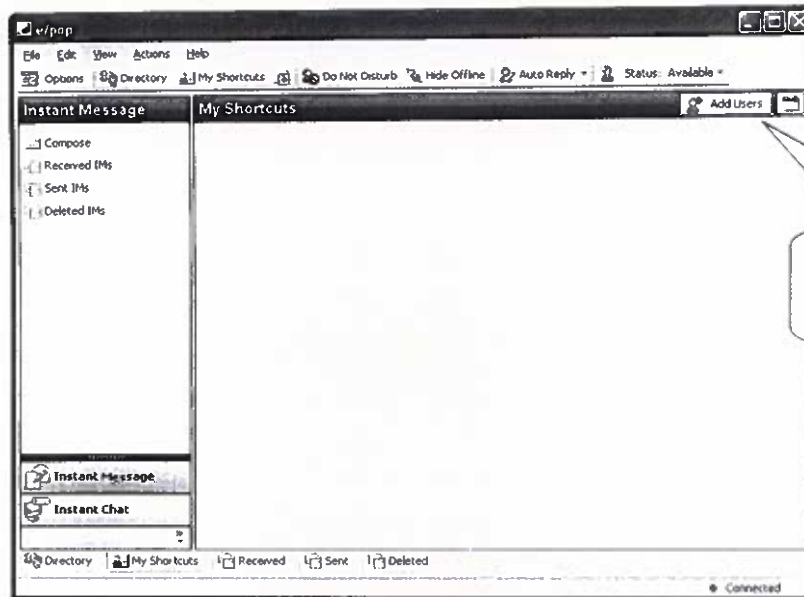 e/pop
File Edit View Actions Help
Options Directory My Shortcuts Do Not Disturb Hide Offline Auto Reply Status: Available
Instant Message My Shortcuts Add Users
Compose
Received IMs
Sent IMs
Deleted IMs
Instant Message
Instant Chat
Directory My Shortcuts Received Sent Deleted
Connected